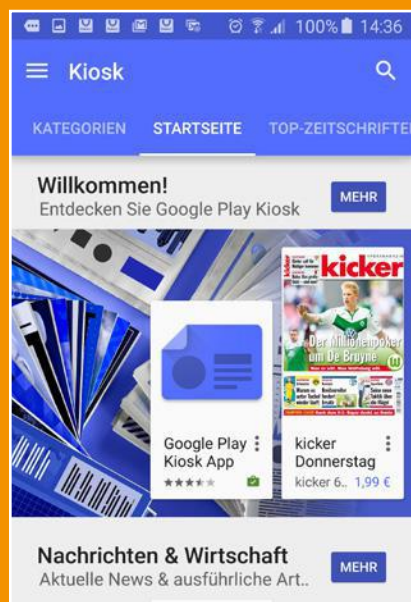 100% 14:36
Kiosk
KATEGORIEN STARTSEITE TOP-ZEITSCHRIFTEN
Willkommen!
Entdecken Sie Google Play Kiosk
MEHR
kicker
Der Millionenpoker
um De Bruyne
Google Play
Kiosk App
kicker
Donnerstag
kicker 6.. 1,99 €
Nachrichten & Wirtschaft
Aktuelle News & ausführliche Art..
MEHR